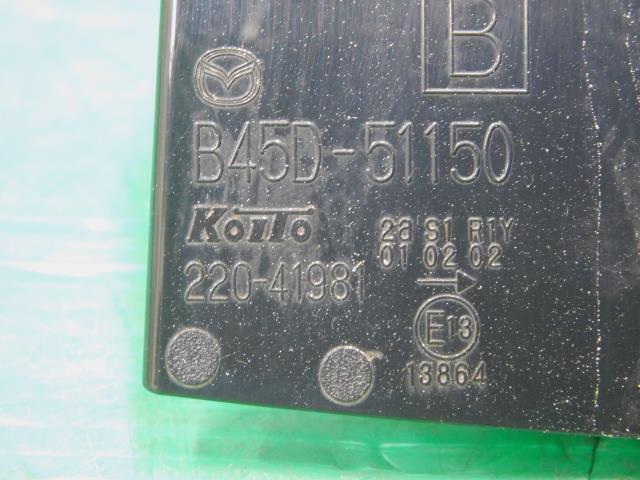 B
B45D-51150
KOITO 2a S1 R1Y
01 02 02
220-41981
E13
13864